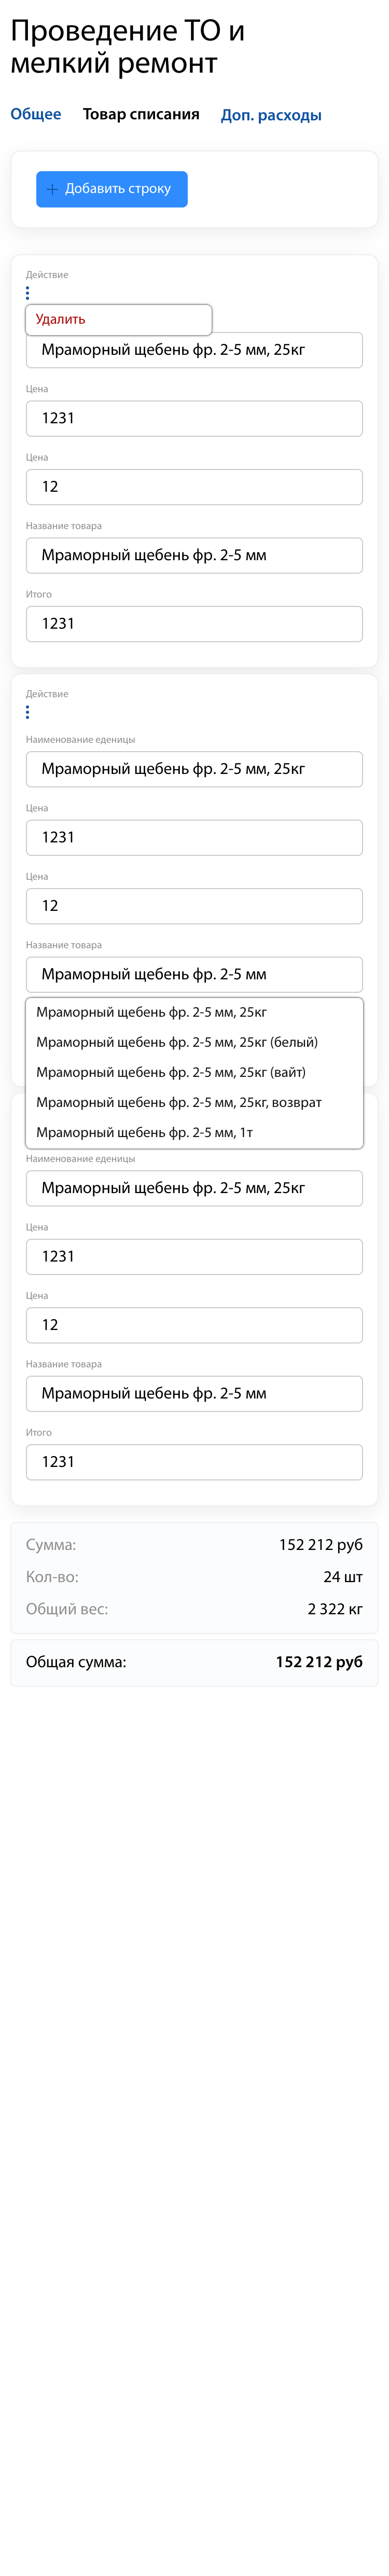 Проведение ТО и
мелкий ремонт
Общее Товар списания Доп. расходы
Добавить строку
Действие
Удалить
Мраморный щебень фр. 2-5 мм, 25кг
Цена
1231
Цена
12
Название товара
Мраморный щебень фр. 2-5 мм
Итого
1231
Действие
Наименование еденицы
Мраморный щебень фр. 2-5 мм, 25кг
Цена
1231
Цена
12
Название товара
Мраморный щебень фр. 2-5 мм
Мраморный щебень фр. 2-5 мм, 25кг
Мраморный щебень фр. 2-5 мм, 25кг (белый)
Мраморный щебень фр. 2-5 мм, 25кг (вайт)
Мраморный щебень фр. 2-5 мм, 25кг, возврат
Мраморный щебень фр. 2-5 мм, 1т
Наименование еденицы
Мраморный щебень фр. 2-5 мм, 25кг
Цена
1231
Цена
12
Название товара
Мраморный щебень фр. 2-5 мм
Итого
1231
Сумма: 152 212 руб
Кол-во: 24 шт
Общий вес: 2 322 кг
Общая сумма: 152 212 руб